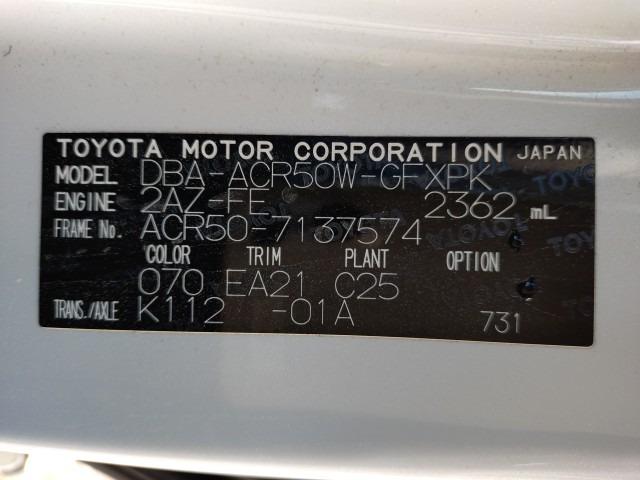 TOYOTA MOTOR CORPORATION JAPAN
MODEL DBA-ACR50W-GFXPK
ENGINE 2AZ-FE 2362 mL
FRAME No. ACR50-7137574
COLOR TRIM PLANT OPTION
070 EA21 C25
TRANS./AXLE K112 -01A
731